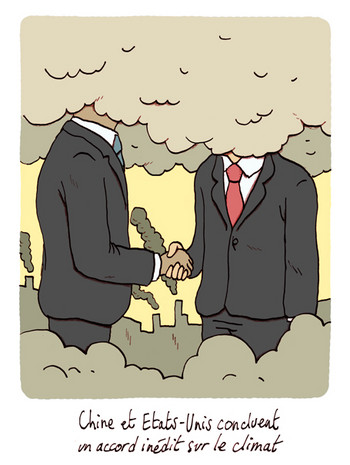 Chine et Etats-Unis concluent
un accord inédit sur le climat